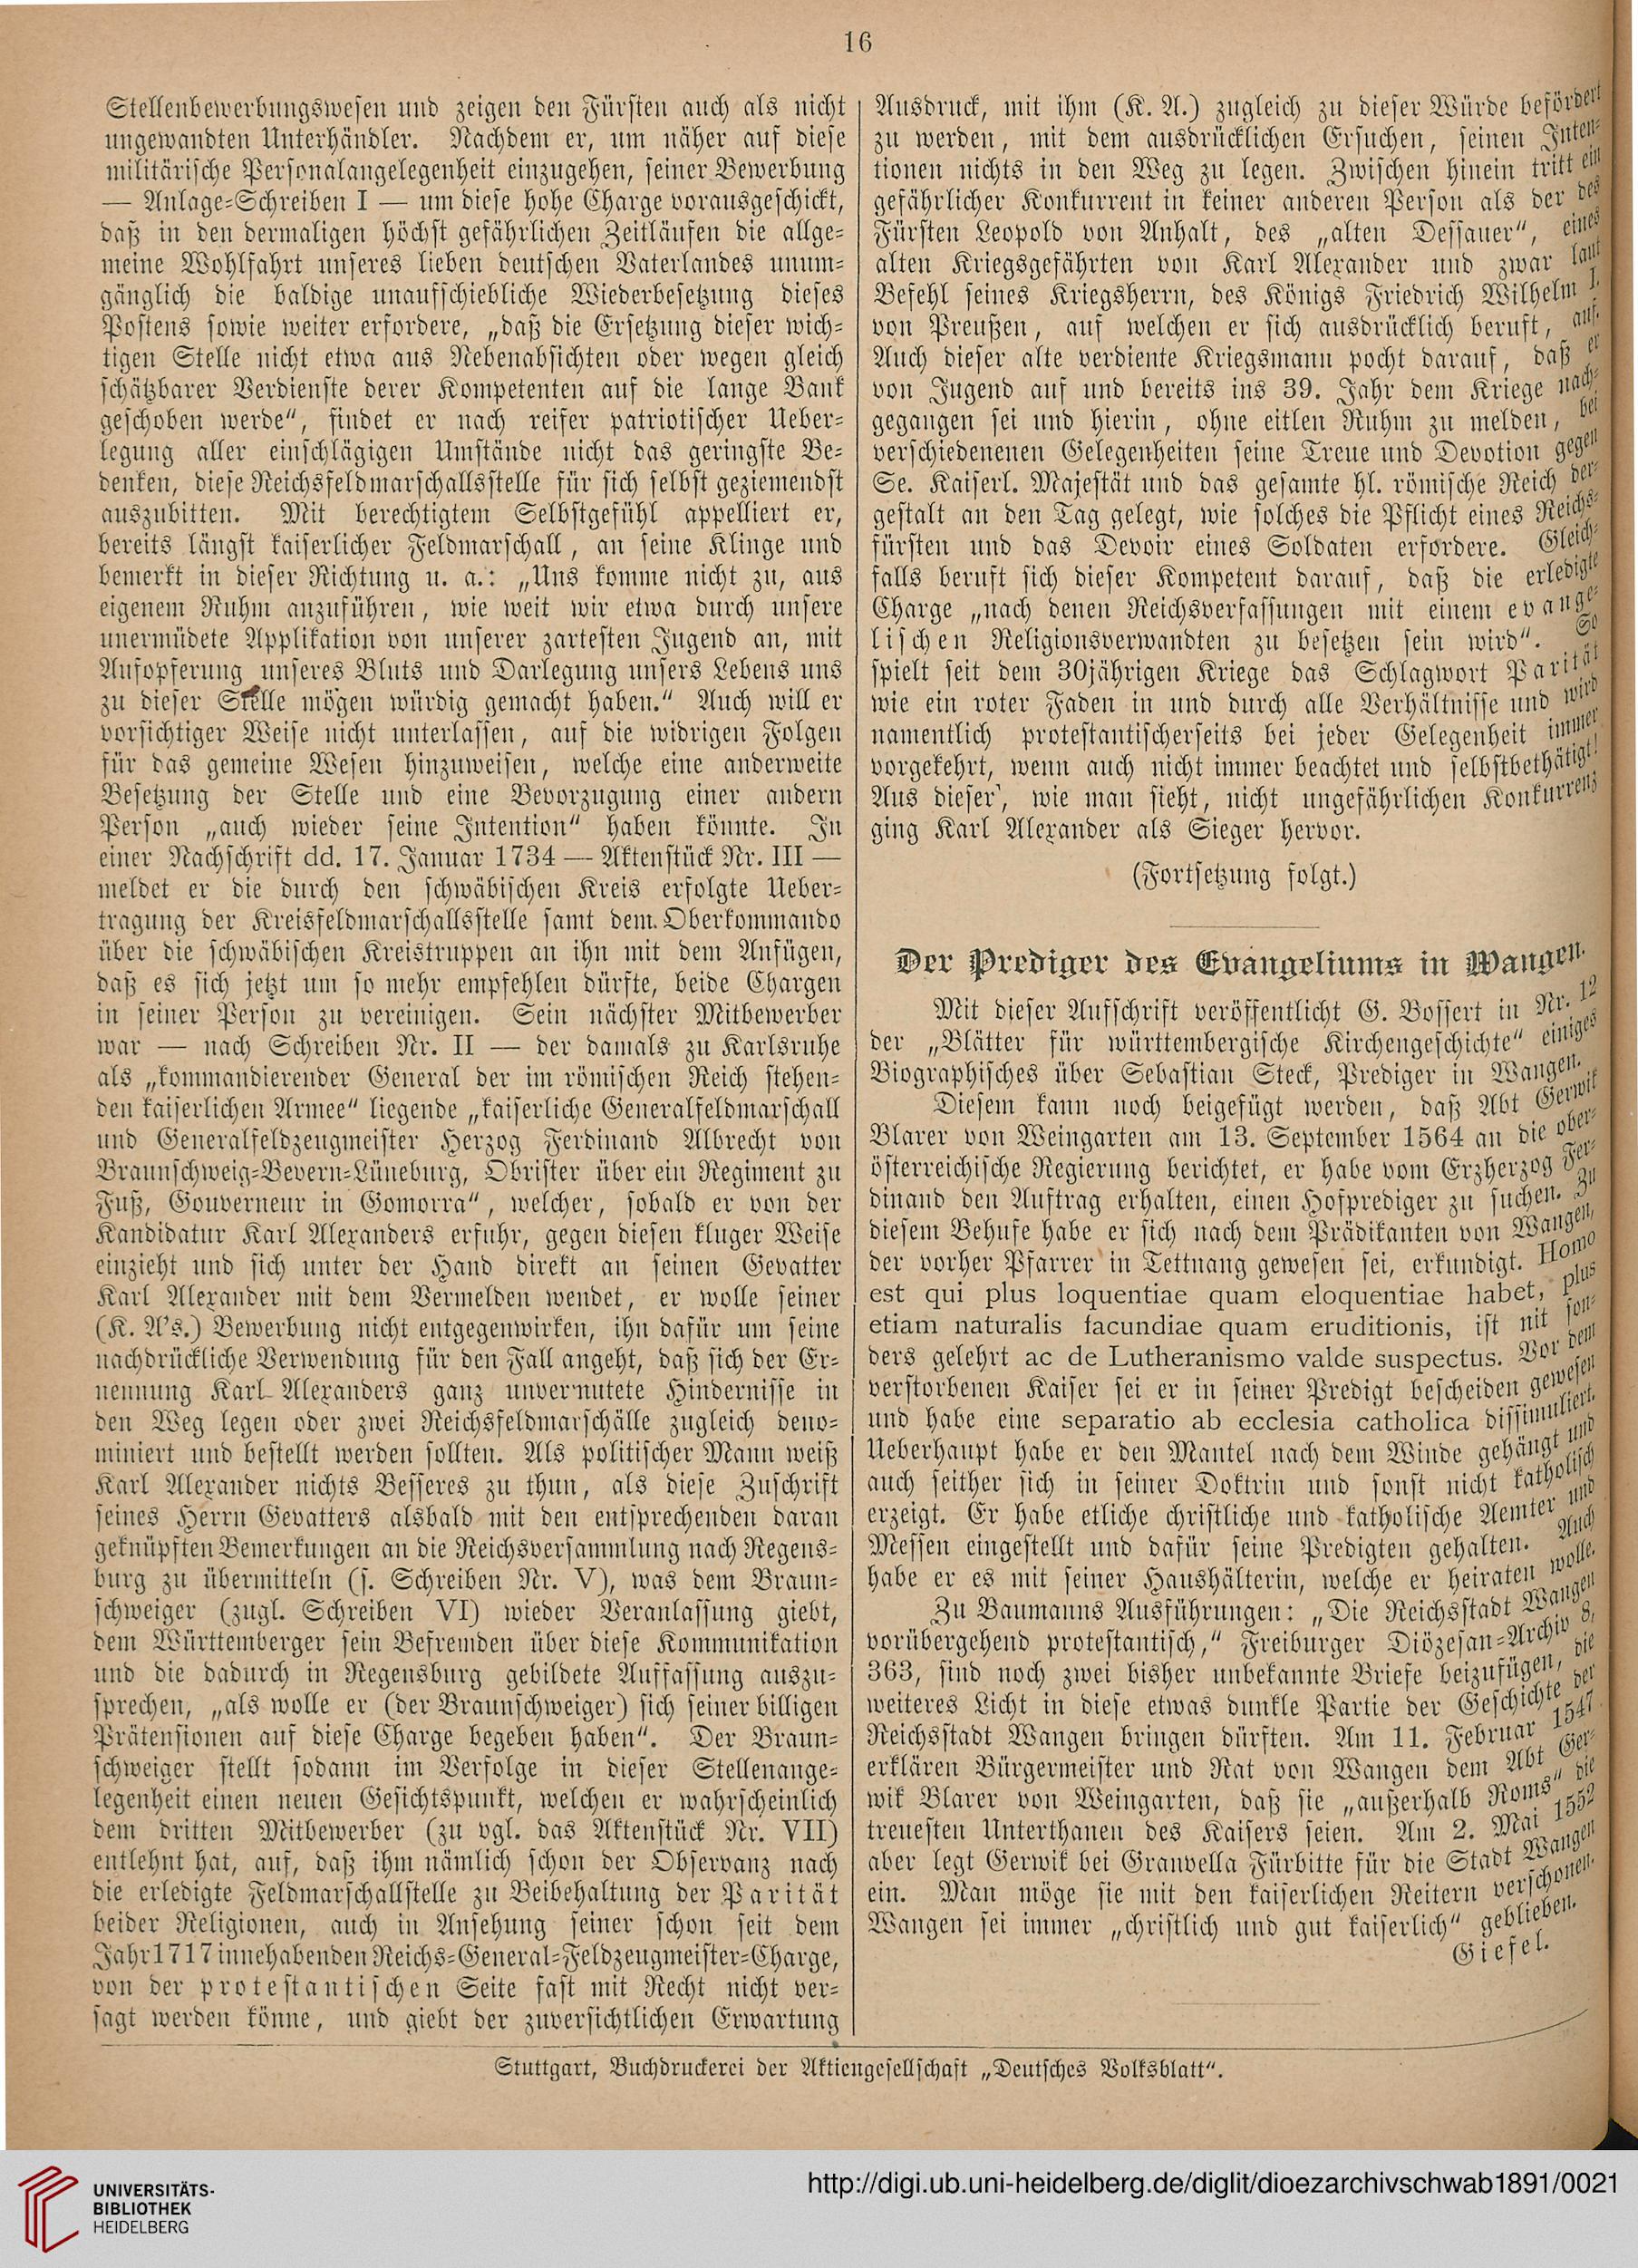 16
Stellenbewerbungswesen und zeigen den Fürsten auch als nicht
ungewandten Unterhändler. Nachdem er, um näher auf diese
militärische Personalangelegenheit einzugehen, seiner Bewerbung
— Anlage-Schreiben I — um diese hohe Charge vorausgeschickt,
daß in den dermaligen höchst gefährlichen Zeitläufen die allge-
meine Wohlfahrt unseres lieben deutschen Vaterlandes unum-
gänglich die baldige unaufschiebliche Wiederbesetzung dieses
Postens sowie weiter erfordere, „daß die Ersetzung dieser wich-
tigen Stelle nicht etwa aus Nebenabsichten oder wegen gleich
schätzbarer Verdienste derer Kompetenten auf die lange Bank
geschoben werde“, findet er nach reifer patriotischer Ueber-
legung aller einschlägigen Umstände nicht das geringste Be-
denken, diese Reichsfeldmarschallsstelle für sich selbst geziemendst
auszubitten. Mit berechtigtem Selbstgefühl appelliert er,
bereits längst kaiserlicher Feldmarschall, an seine Klinge und
bemerkt in dieser Richtung u. a.: „Uns komme nicht zu, aus
eigenem Ruhm anzuführen, wie weit wir etwa durch unsere
unermüdete Applikation von unserer zartesten Jugend an, mit
Aufopferung unseres Bluts und Darlegung unsers Lebens uns
zu dieser Stelle mögen würdig gemacht haben.“ Auch will er
vorsichtiger Weise nicht unterlassen, auf die widrigen Folgen
für das gemeine Wesen hinzuweisen, welche eine anderweite
Besetzung der Stelle und eine Bevorzugung einer andern
Person „auch wieder seine Intention“ haben könnte. In
einer Nachschrift dd. 17. Januar 1734 — Aktenstück Nr. III —
meldet er die durch den schwäbischen Kreis erfolgte Ueber-
tragung der Kreisfeldmarschallsstelle samt dem Oberkommando
über die schwäbischen Kreistruppen an ihn mit dem Anfügen,
daß es sich jetzt um so mehr empfehlen dürfte, beide Chargen
in seiner Person zu vereinigen. Sein nächster Mitbewerber
war — nach Schreiben Nr. II — der damals zu Karlsruhe
als „kommandierender General der im römischen Reich stehen-
den kaiserlichen Armee“ liegende „kaiserliche Generalfeldmarschall
und Generalfeldzeugmeister Herzog Ferdinand Albrecht von
Braunschweig-Bevern-Lüneburg, Obrister über ein Regiment zu
Fuß, Gouverneur in Gomorra“, welcher, sobald er von der
Kandidatur Karl Alexanders erfuhr, gegen diesen kluger Weise
einzieht und sich unter der Hand direkt an seinen Gevatter
Karl Alexander mit dem Vermelden wendet, er wolle seiner
(K. A's.) Bewerbung nicht entgegenwirken, ihn dafür um seine
nachdrückliche Verwendung für den Fall angeht, daß sich der Er-
nennung Karl Alexanders ganz unvermutete Hindernisse in
den Weg legen oder zwei Reichsfeldmarschälle zugleich deno-
miniert und bestellt werden sollten. Als politischer Mann weiß
Karl Alexander nichts Besseres zu thun, als diese Zuschrift
seines Herrn Gevatters alsbald mit den entsprechenden daran
geknüpften Bemerkungen an die Reichsversammlung nach Regens-
burg zu übermitteln (s. Schreiben Nr. V), was dem Braun-
schweiger (zugl. Schreiben VI) wieder Veranlassung giebt,
dem Württemberger sein Befremden über diese Kommunikation
und die dadurch in Regensburg gebildete Auffassung auszu-
sprechen, „als wolle er (der Braunschweiger) sich seiner billigen
Prätensionen auf diese Charge begeben haben“. Der Braun-
schweiger stellt sodann im Verfolge in dieser Stellenange-
legenheit einen neuen Gesichtspunkt, welchen er wahrscheinlich
dem dritten Mitbewerber (zu vgl. das Aktenstück Nr. VII)
entlehnt hat, auf, daß ihm nämlich schon der Observanz nach
die erledigte Feldmarschallstelle zu Beibehaltung der Parität
beider Religionen, auch in Ansehung seiner schon seit dem
Jahr 1717 innehabenden Reichs-General-Feldzeugmeister-Charge,
von der protestantischen Seite fast mit Recht nicht ver-
sagt werden könne, und giebt der zuversichtlichen Erwartung
Ausdruck, mit ihm (K. A.) zugleich zu dieser Würde befördert
zu werden, mit dem ausdrücklichen Ersuchen, seinen Inten-
tionen nichts in den Weg zu legen. Zwischen hinein tritt ein
gefährlicher Konkurrent in keiner anderen Person als der des
Fürsten Leopold von Anhalt, des „alten Dessauer“, eines
alten Kriegsgefährten von Karl Alexander und zwar laut
Befehl seines Kriegsherrn, des Königs Friedrich Wilhelm I.
von Preußen, auf welchen er sich ausdrücklich beruft, auf.
Auch dieser alte verdiente Kriegsmann pocht darauf, daß er
von Jugend auf und bereits ins 39. Jahr dem Kriege nach-
gegangen sei und hierin, ohne eitlen Ruhm zu melden, bei
verschiedenenen Gelegenheiten seine Treue und Devotion gegen
Se. Kaiserl. Majestät und das gesamte hl. römische Reich der-
gestalt an den Tag gelegt, wie solches die Pflicht eines Reichs-
fürsten und das Devoir eines Soldaten erfordere. Gleich-
falls beruft sich dieser Kompetent darauf, daß die erledigte
Charge „nach denen Reichsverfassungen mit einem evange-
lischen Religionsverwandten zu besetzen sein wird“. So
spielt seit dem 30jährigen Kriege das Schlagwort Parität
wie ein roter Faden in und durch alle Verhältnisse und wird
namentlich protestantischerseits bei jeder Gelegenheit immer
vorgekehrt, wenn auch nicht immer beachtet und selbstbethätigt!
Aus dieser, wie man sieht, nicht ungefährlichen Konkurrenz
ging Karl Alexander als Sieger hervor.
(Fortsetzung folgt.)
Der Prediger des Evangeliums in Wangen.
Mit dieser Aufschrift veröffentlicht G. Bossert in Nr. 12
der „Blätter für württembergische Kirchengeschichte“ einiges
Biographisches über Sebastian Steck, Prediger in Wangen.
Diesem kann noch beigefügt werden, daß Abt Gerwik
Blarer von Weingarten am 13. September 1564 an die ober-
österreichische Regierung berichtet, er habe vom Erzherzog Fer-
dinand den Auftrag erhalten, einen Hofprediger zu suchen. Zu
diesem Behufe habe er sich nach dem Prädikanten von Wangen,
der vorher Pfarrer in Tettnang gewesen sei, erkundigt. Homo
est qui plus loquentiae quam eloquentiae habet, plus
etiam naturalis facundiae quam eruditionis, ist nit son-
ders gelehrt ac de Lutheranismo valde suspectus. Vor dem
verstorbenen Kaiser sei er in seiner Predigt bescheiden gewesen
und habe eine separatio ab ecclesia catholica dissimuliert.
Ueberhaupt habe er den Mantel nach dem Winde gehängt und
auch seither sich in seiner Doktrin und sonst nicht katholisch
erzeigt. Er habe etliche christliche und katholische Aemter und
Messen eingestellt und dafür seine Predigten gehalten. Auch
habe er es mit seiner Haushälterin, welche er heiraten wolle.
Zu Baumanns Ausführungen: „Die Reichsstadt Wangen
vorübergehend protestantisch,“ Freiburger Diözesan-Archiv 8,
363, sind noch zwei bisher unbekannte Briefe beizufügen, die
weiteres Licht in diese etwas dunkle Partie der Geschichte der
Reichsstadt Wangen bringen dürften. Am 11. Februar 1547
erklären Bürgermeister und Rat von Wangen dem Abt Ger-
wik Blarer von Weingarten, daß sie „außerhalb Roms“ die
treuesten Unterthanen des Kaisers seien. Am 2. Mai 1552
aber legt Gerwik bei Granvella Fürbitte für die Stadt Wangen
ein. Man möge sie mit den kaiserlichen Reitern verschonen.
Wangen sei immer „christlich und gut kaiserlich“ geblieben.
Giefel.
Stuttgart, Buchdruckerei der Aktiengesellschaft „Deutsches Volksblatt“.
UNIVERSITÄTS-
BIBLIOTHEK
HEIDELBERG
http://digi.ub.uni-heidelberg.de/diglit/dioezarchivschwab1891/0021